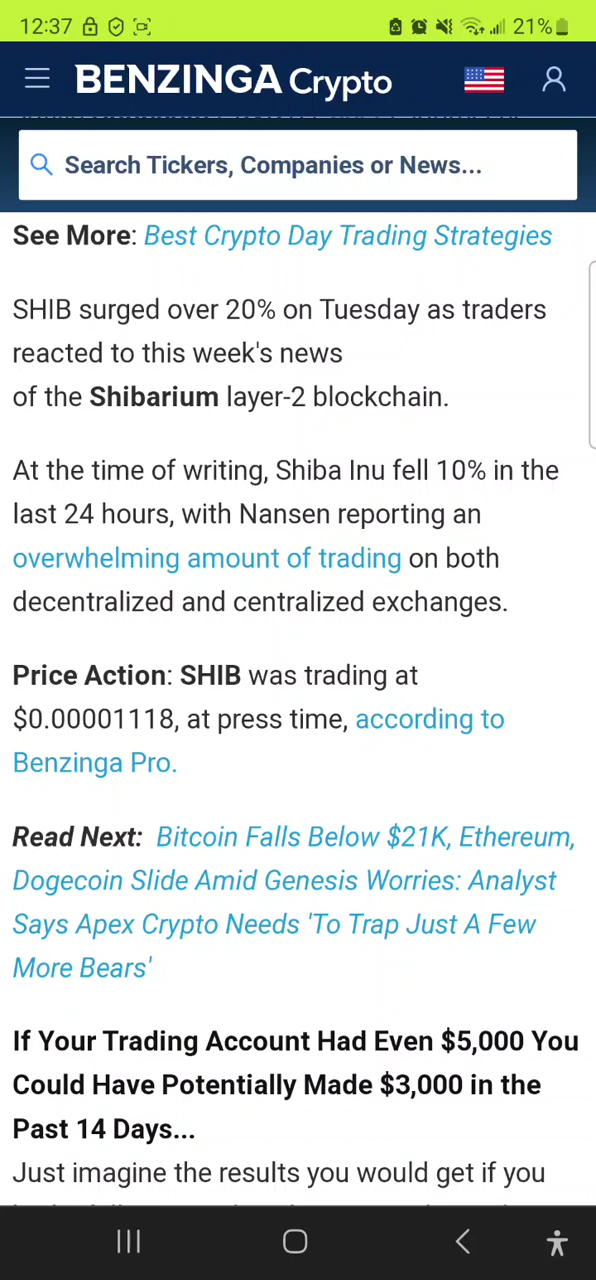 12:37 21%
BENZINGA Crypto
Search Tickers, Companies or News...
See More: Best Crypto Day Trading Strategies
SHIB surged over 20% on Tuesday as traders
reacted to this week's news
of the Shibarium layer-2 blockchain.
At the time of writing, Shiba Inu fell 10% in the
last 24 hours, with Nansen reporting an
overwhelming amount of trading on both
decentralized and centralized exchanges.
Price Action: SHIB was trading at
$0.00001118, at press time, according to
Benzinga Pro.
Read Next: Bitcoin Falls Below $21K, Ethereum,
Dogecoin Slide Amid Genesis Worries: Analyst
Says Apex Crypto Needs 'To Trap Just A Few
More Bears'
If Your Trading Account Had Even $5,000 You
Could Have Potentially Made $3,000 in the
Past 14 Days...
Just imagine the results you would get if you